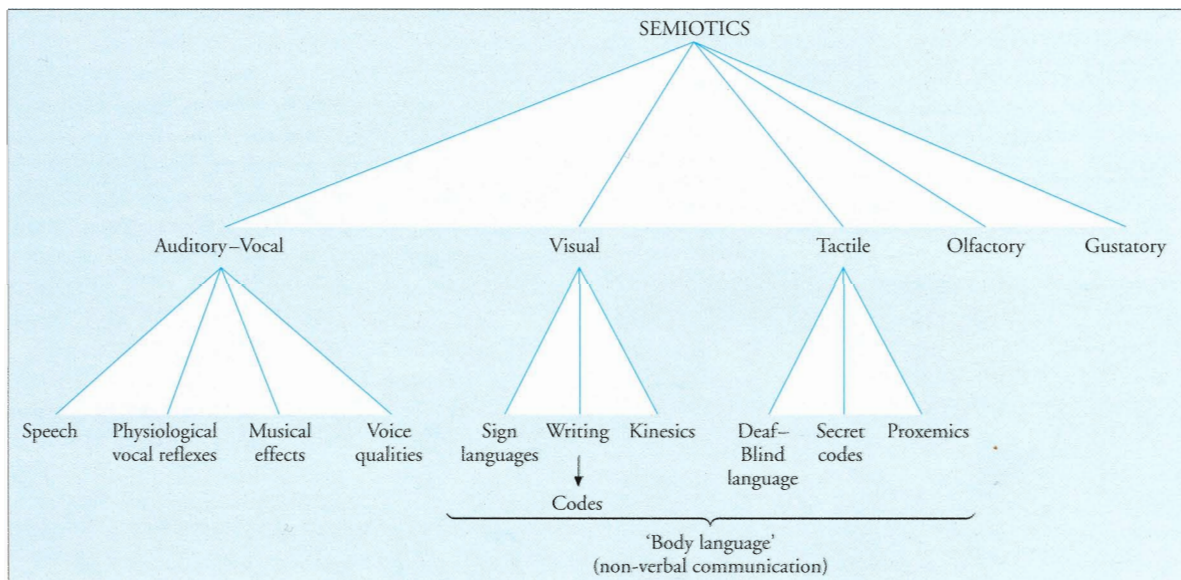 SEMIOTICS
Auditory–Vocal
Visual
Tactile
Olfactory
Gustatory
Speech
Physiological
vocal reflexes
Musical
effects
Voice
qualities
Sign
languages
Writing
Kinesics
Deaf–
Blind
language
Secret
codes
Proxemics
Codes
‘Body language’
(non-verbal communication)